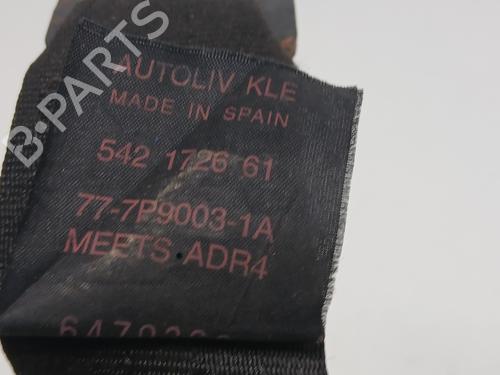 AUTOLIV KLE
MADE IN SPAIN
542 1726 61
77-7P9003-1A
MEETS ADR4
B-PARTS